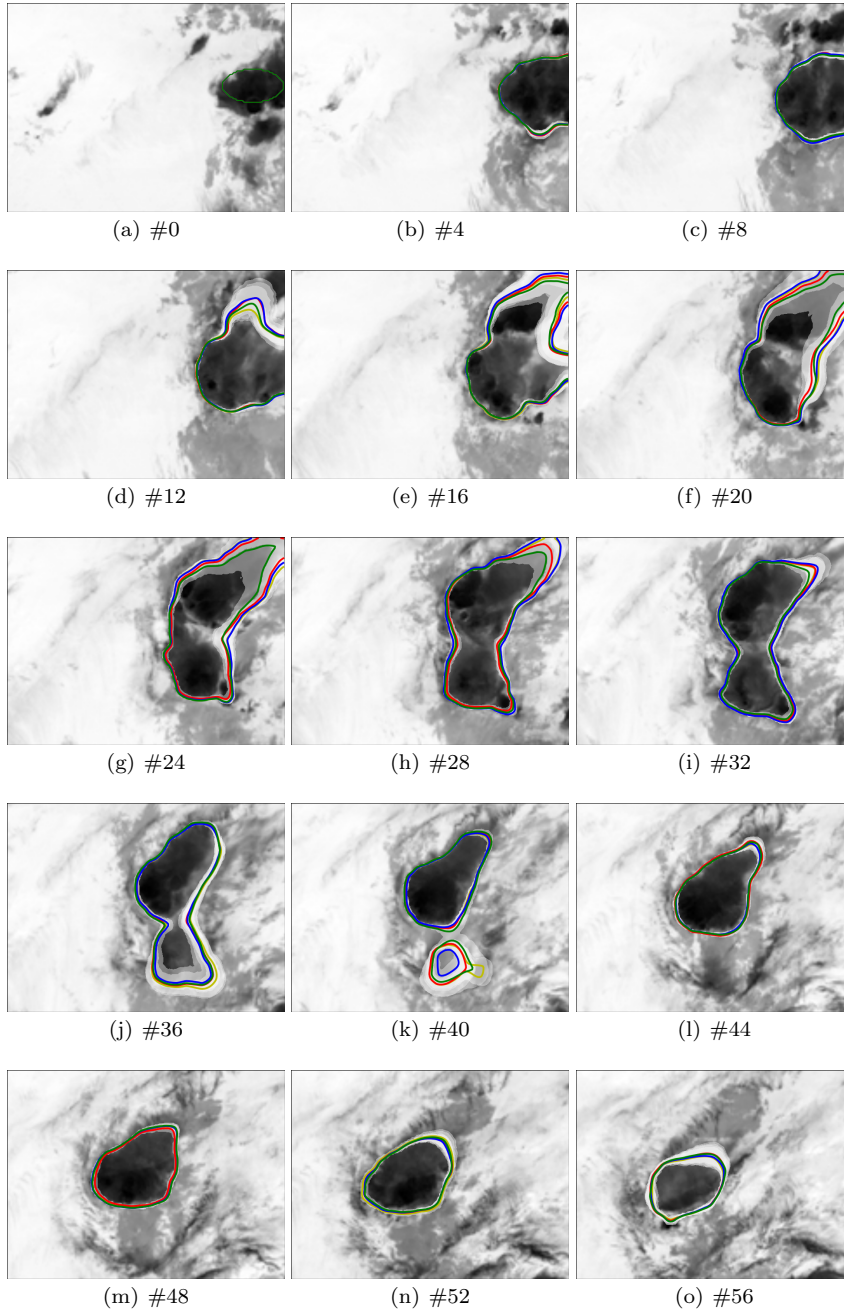 (a) #0 (b) #4 (c) #8
(d) #12 (e) #16 (f) #20
(g) #24 (h) #28 (i) #32
(j) #36 (k) #40 (l) #44
(m) #48 (n) #52 (o) #56